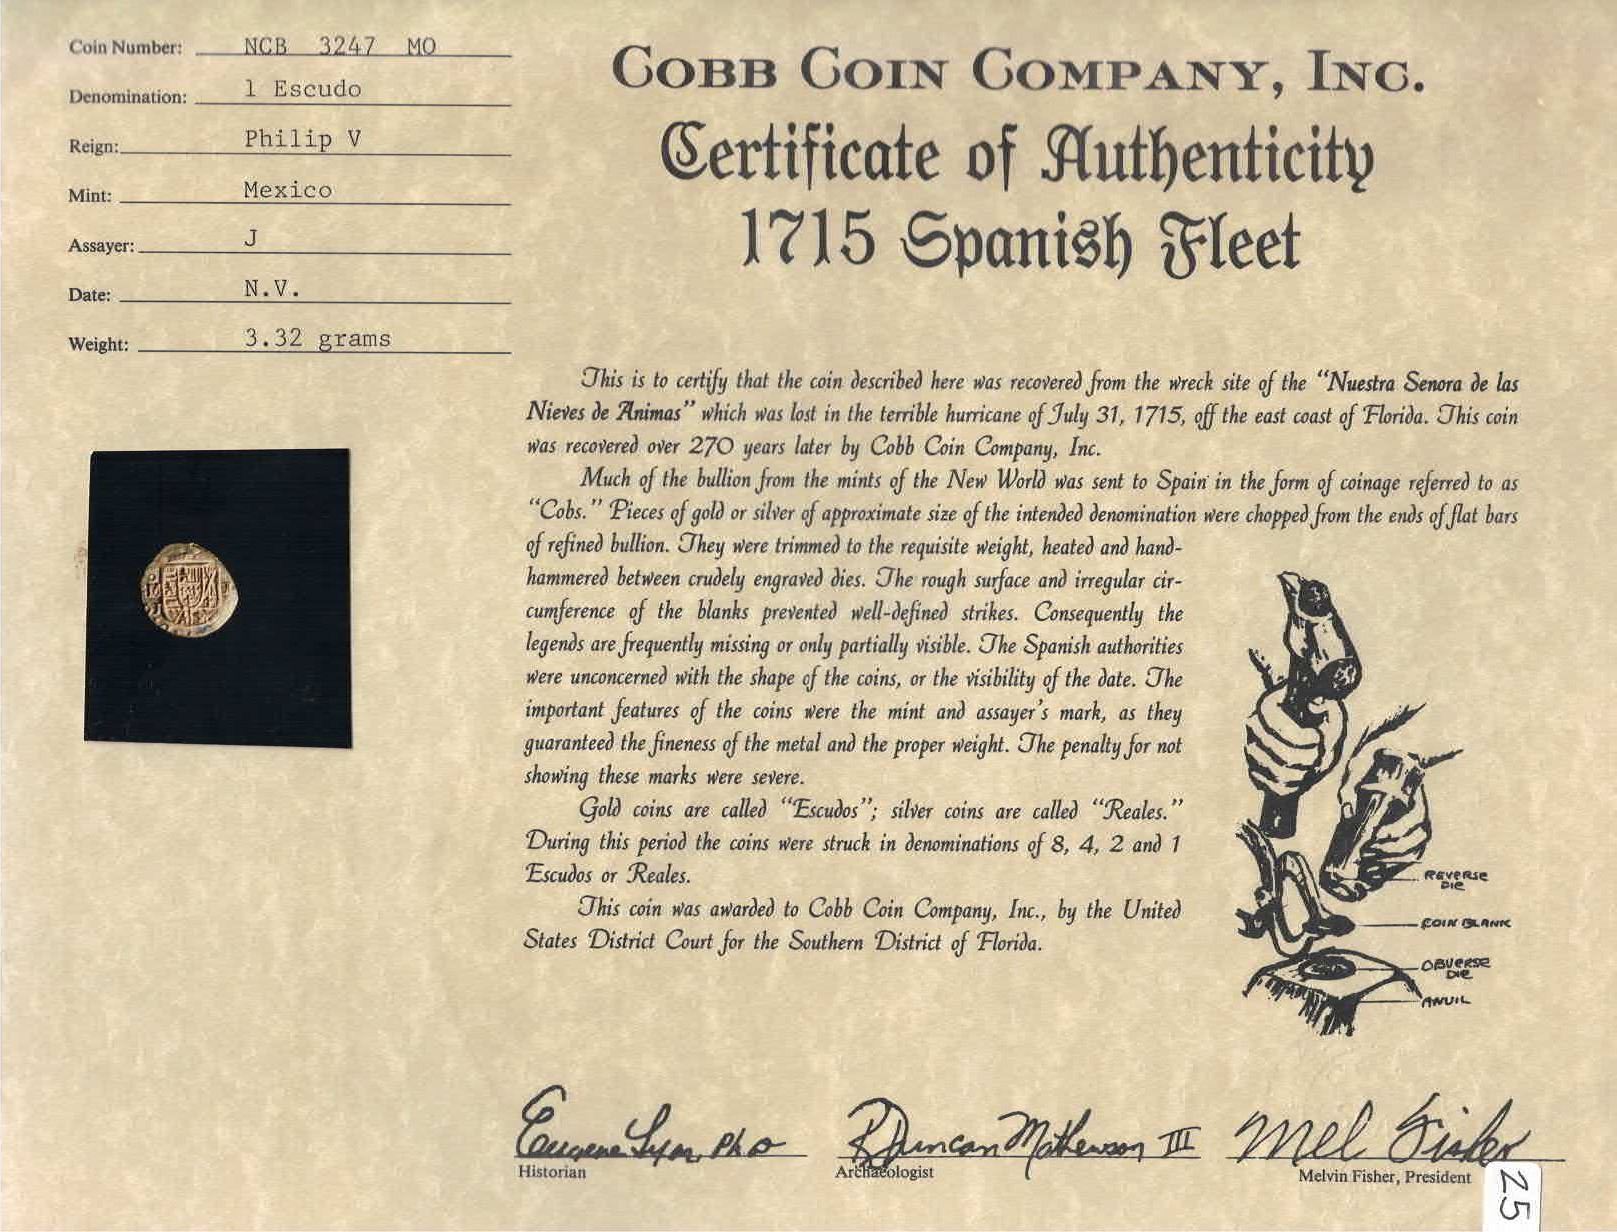 Coin Number: NCB 3247 MO
Denomination: 1 Escudo
Reign: Philip V
Mint: Mexico
Assayer: J
Date: N.V.
Weight: 3.32 grams
COBB COIN COMPANY, INC.
Certificate of Authenticity
1715 Spanish Fleet
This is to certify that the coin described here was recovered from the wreck site of the “Nuestra Senora de las
Nieves de Animas” which was lost in the terrible hurricane of July 31, 1715, off the east coast of Florida. This coin
was recovered over 270 years later by Cobb Coin Company, Inc.
Much of the bullion from the mints of the New World was sent to Spain in the form of coinage referred to as
“Cobs.” Pieces of gold or silver of approximate size of the intended denomination were chopped from the ends of flat bars
of refined bullion. They were trimmed to the requisite weight, heated and hand-
hammered between crudely engraved dies. The rough surface and irregular cir-
cumference of the blanks prevented well-defined strikes. Consequently the
legends are frequently missing or only partially visible. The Spanish authorities
were unconcerned with the shape of the coins, or the visibility of the date. The
important features of the coins were the mint and assayer's mark, as they
guaranteed the fineness of the metal and the proper weight. The penalty for not
showing these marks were severe.
Gold coins are called “Escudos”; silver coins are called “Reales.”
During this period the coins were struck in denominations of 8, 4, 2 and 1
Escudos or Reales.
This coin was awarded to Cobb Coin Company, Inc., by the United
States District Court for the Southern District of Florida.
REVERSE
DIE
COIN BLANK
OBVERSE
DIE
ANVIL
Eugene Lyon, PhD
Historian
R Duncan Mathewson III
Archaeologist
Mel Fisher
Melvin Fisher, President
25